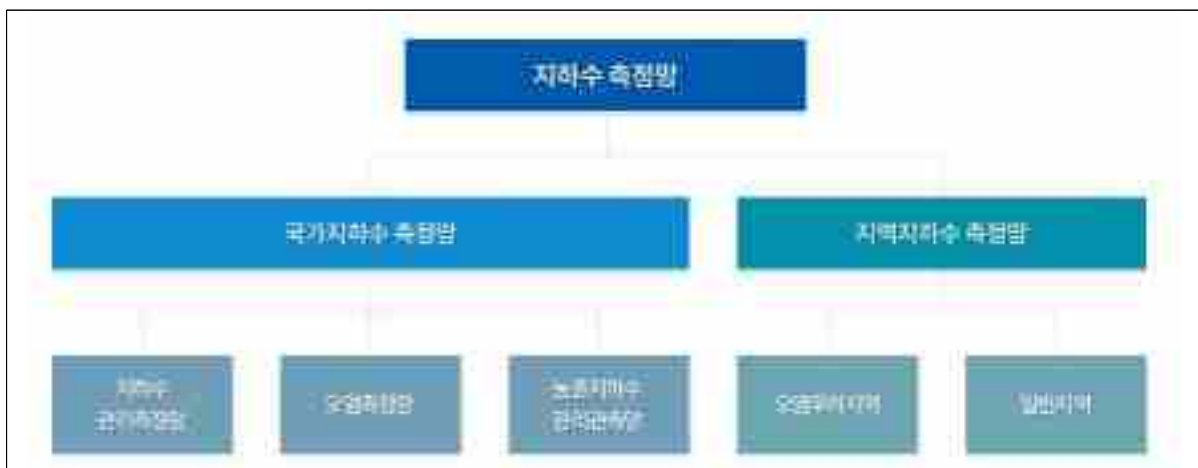 지하수 측정망
국가지하수 측정망
지역지하수 측정망
지하수
관리측정망
오염측정망
농촌지하수
관리관측망
오염우려지역
일반지역